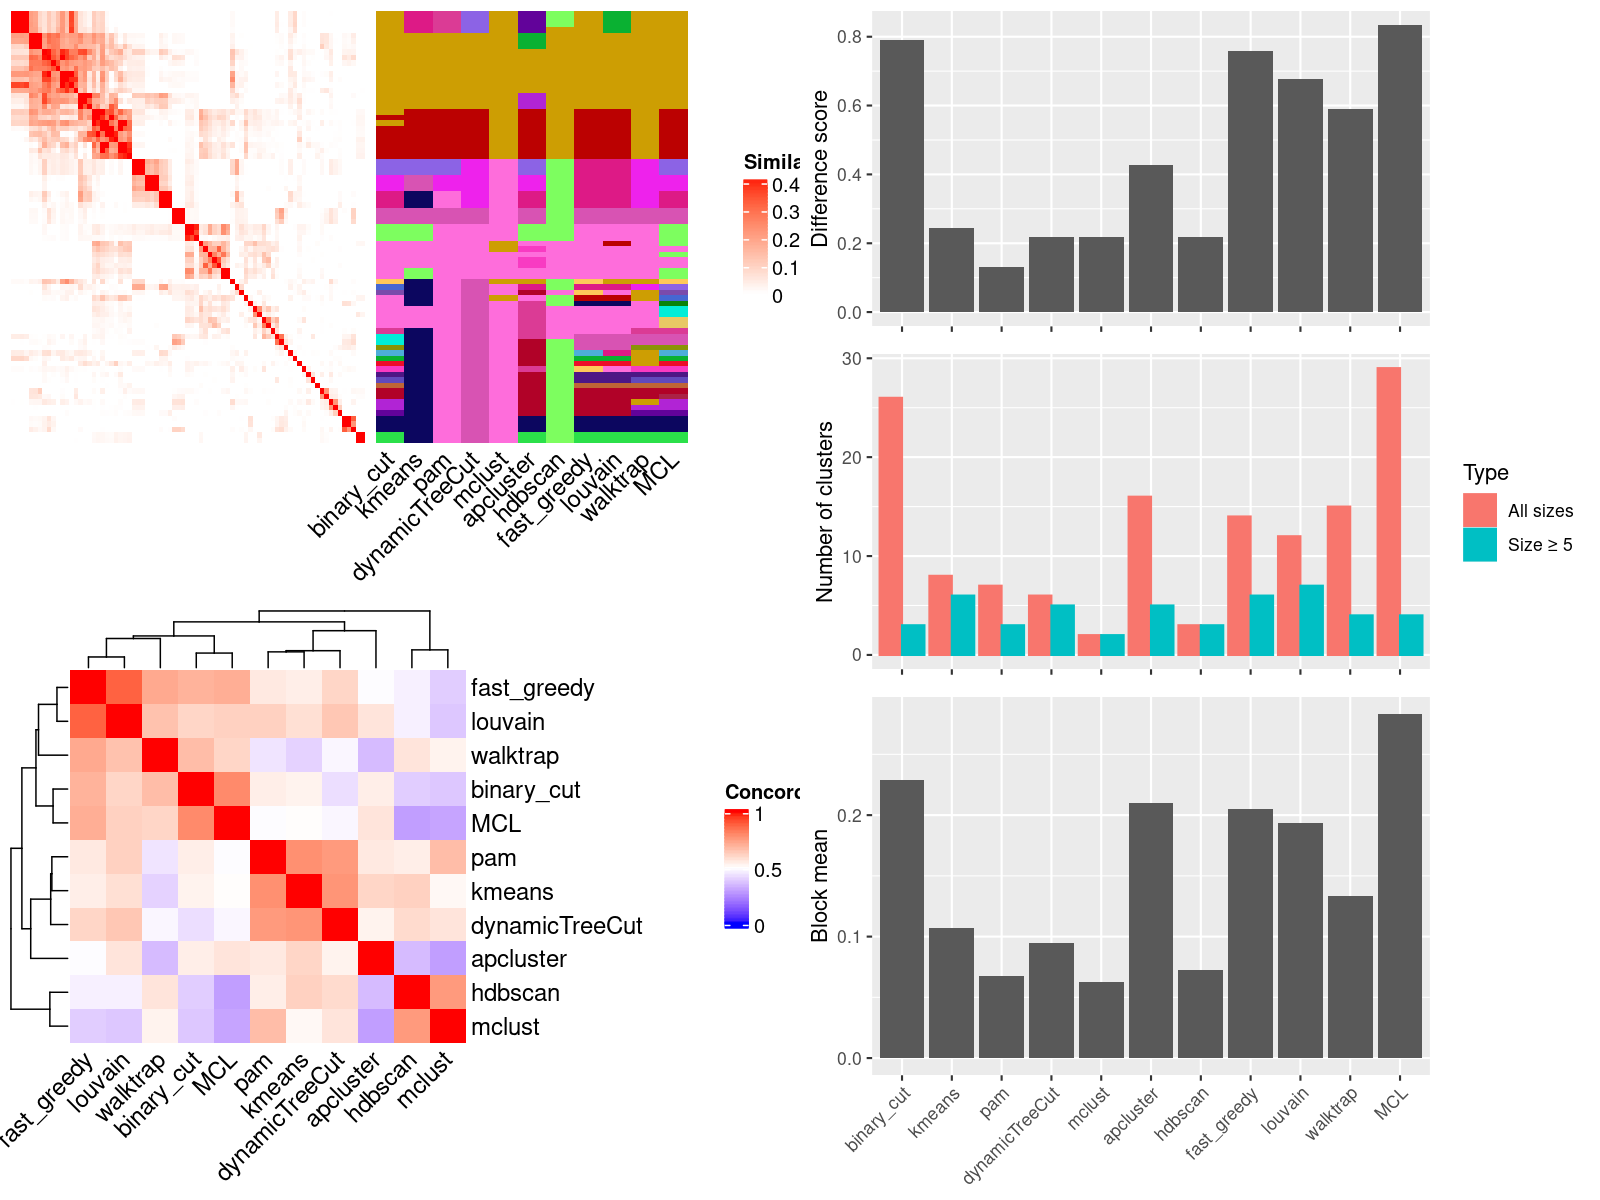 Simila
0.4
0.3
0.2
0.1
0
binary_cut
kmeans
pam
dynamicTreeCut
mclust
apcluster
hdbscan
fast_greedy
louvain
walktrap
MCL
fast_greedy
louvain
walktrap
binary_cut
MCL
pam
kmeans
dynamicTreeCut
apcluster
hdbscan
mclust
fast_greedy
louvain
walktrap
binary_cut
MCL
pam
kmeans
dynamicTreeCut
apcluster
hdbscan
mclust
Concord
1
0.5
0
Difference score
0.8
0.6
0.4
0.2
0.0
Number of clusters
30
20
10
0
Type
All sizes
Size ≥ 5
Block mean
0.2
0.1
0.0
binary_cut
kmeans
pam
dynamicTreeCut
mclust
apcluster
hdbscan
fast_greedy
louvain
walktrap
MCL